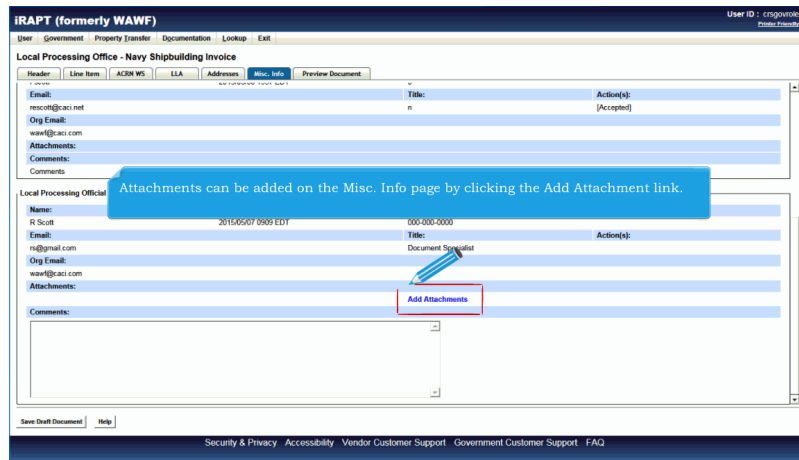 iRAPT (formerly WAWF)
User ID : crsgovrole
Printer Friendly
User Government Property Transfer Documentation Lookup Exit
Local Processing Office - Navy Shipbuilding Invoice
Header Line Item ACRN WS LLA Addresses Misc. Info Preview Document
Email: Title: Action(s):
rescott@caci.net n [Accepted]
Org Email:
wawf@caci.com
Attachments:
Comments:
Comments
Attachments can be added on the Misc. Info page by clicking the Add Attachment link.
Local Processing Official
Name:
R Scott 2015/05/07 0909 EDT 000-000-0000
Email: Title: Action(s):
rs@gmail.com Document Specialist
Org Email:
wawf@caci.com
Attachments:
Add Attachments
Comments:
Save Draft Document Help
Security & Privacy Accessibility Vendor Customer Support Government Customer Support FAQ